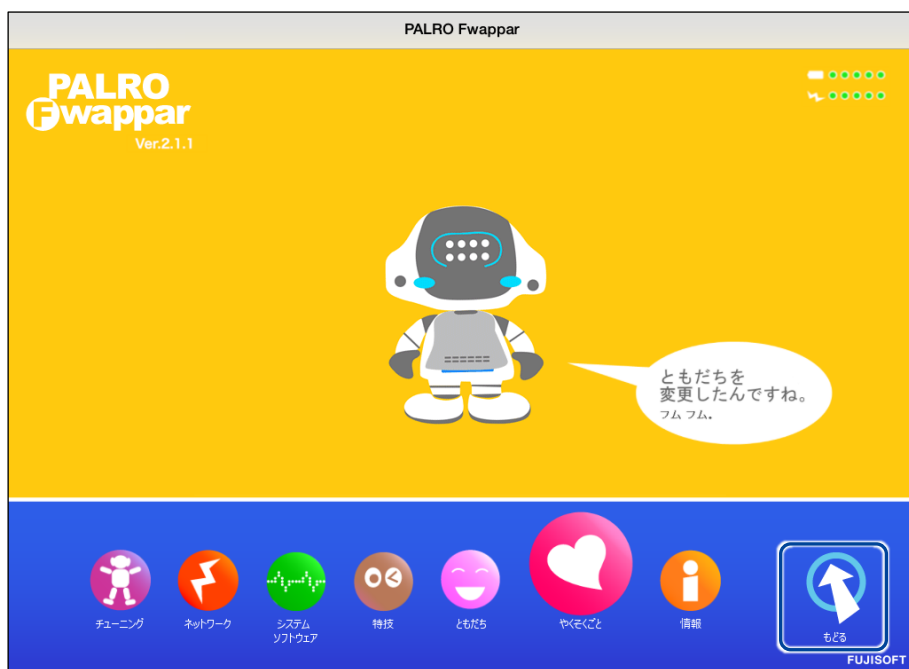 PALRO Fwappar
PALRO
Fwappar
Ver.2.1.1
ともだちを
変更したんですね。
フム フム.
チューニング
ネットワーク
システム
ソフトウェア
特技
ともだち
やくそくごと
情報
もどる
FUJISOFT